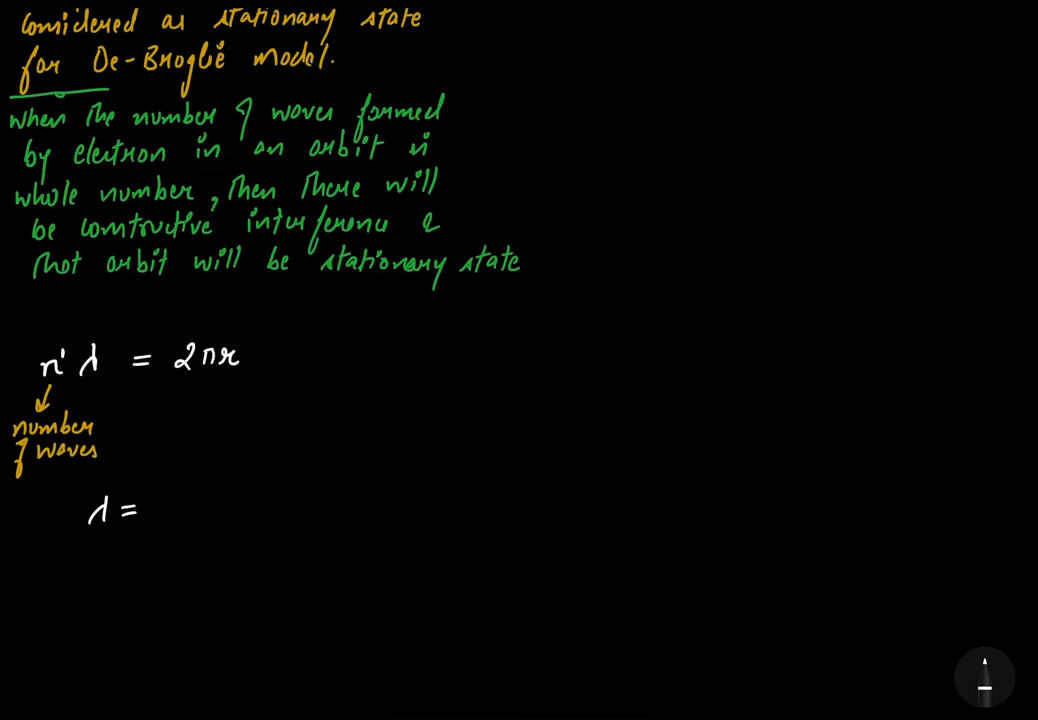 considered as stationary state
for De-Broglie model.
when the number of waves formed
by electron in an orbit is
whole number, then there will
be constructive interference &
that orbit will be stationary state
n' λ = 2πr
number
of waves
λ =